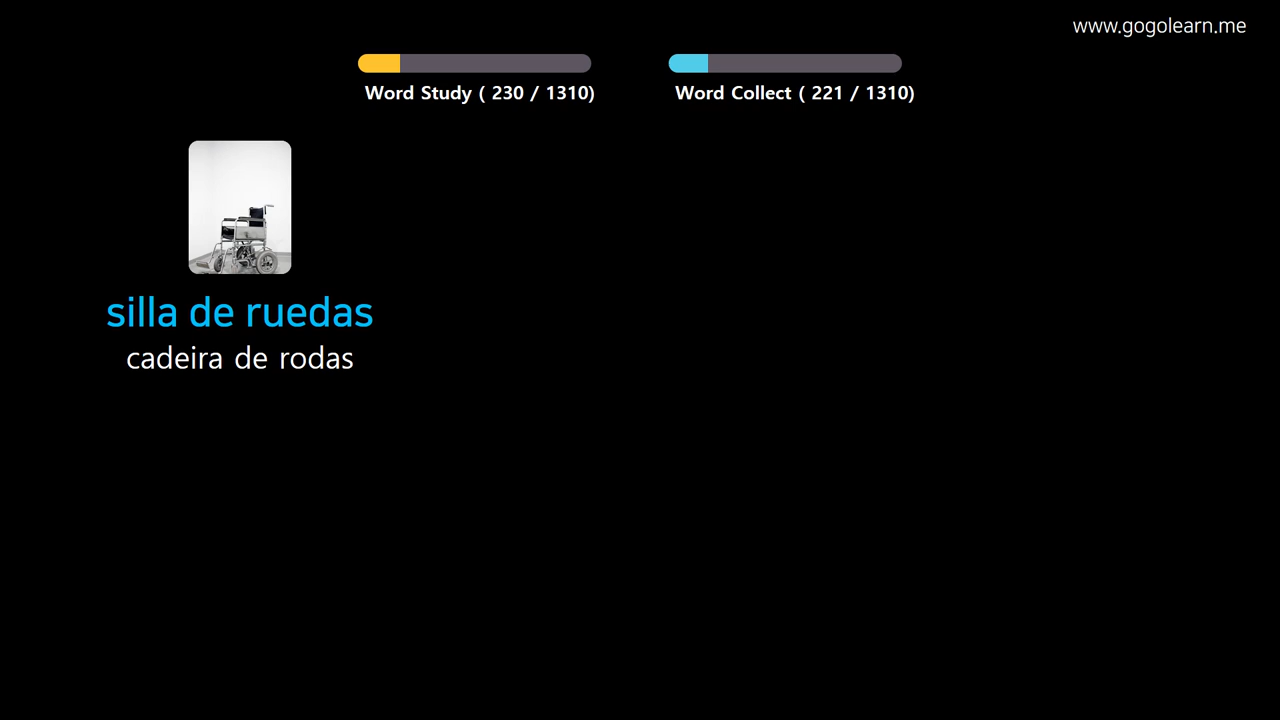 www.gogolearn.me
Word Study ( 230 / 1310)
Word Collect ( 221 / 1310)
silla de ruedas
cadeira de rodas